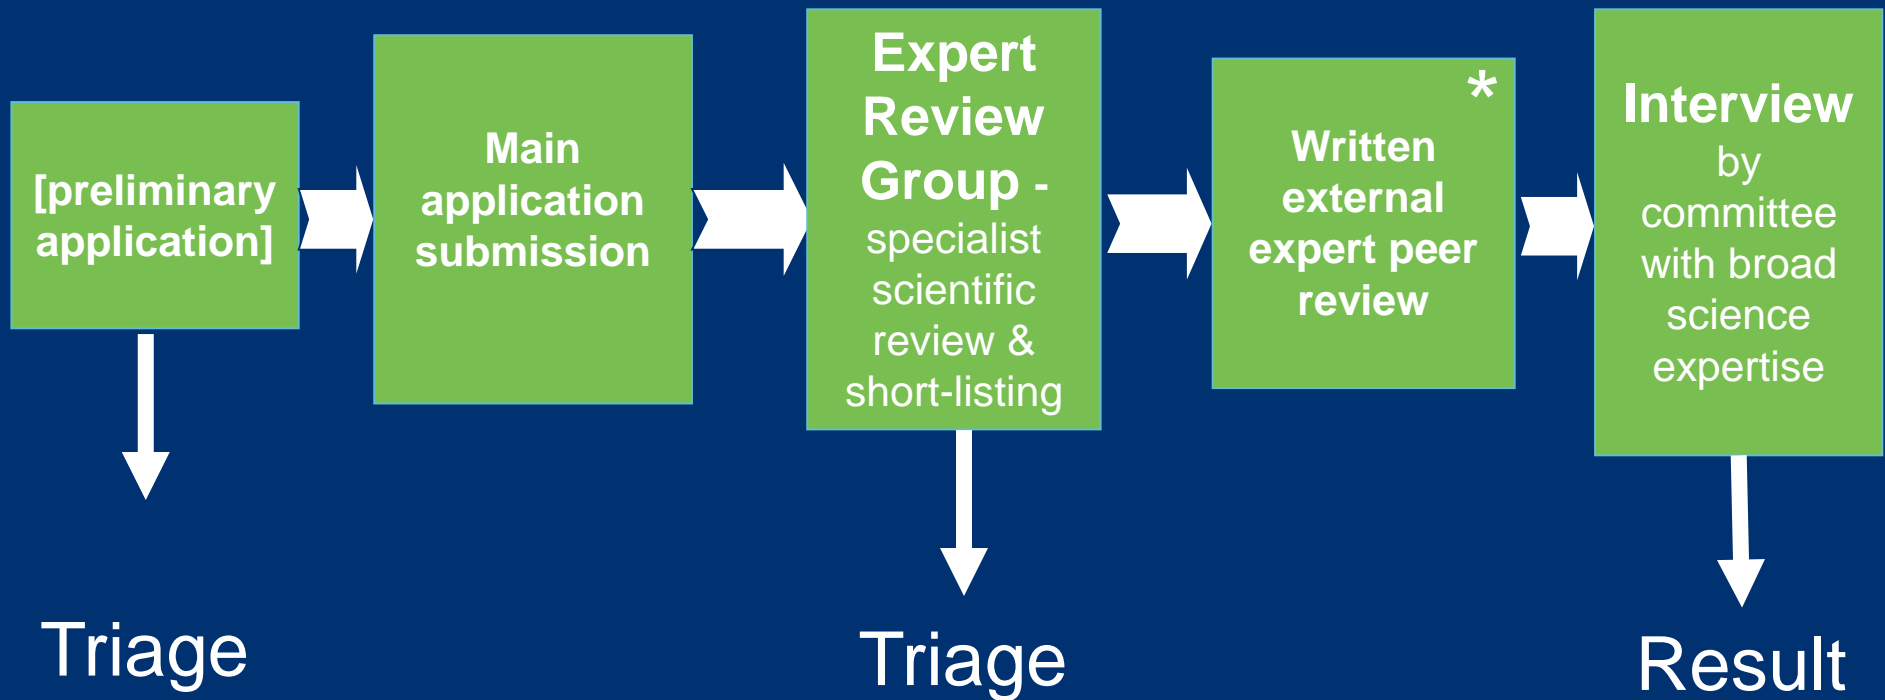 [preliminary
application]
Main
application
submission
Expert
Review
Group -
specialist
scientific
review &
short-listing
*
Written
external
expert peer
review
Interview
by
committee
with broad
science
expertise
Triage
Triage
Result